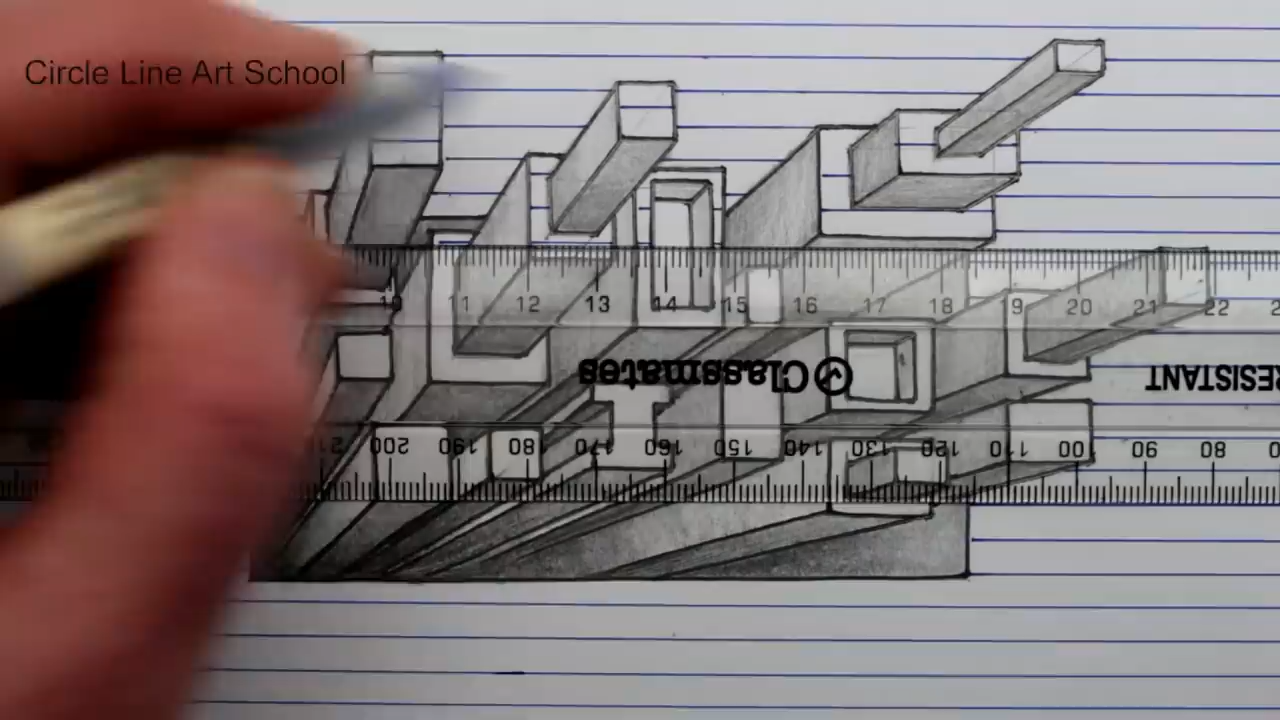 Circle Line Art School
10 11 12 13 14 15 16 17 18 19 20 21 22
Classmates
RESISTANT
200 190 180 170 160 150 140 130 120 110 100 90 80